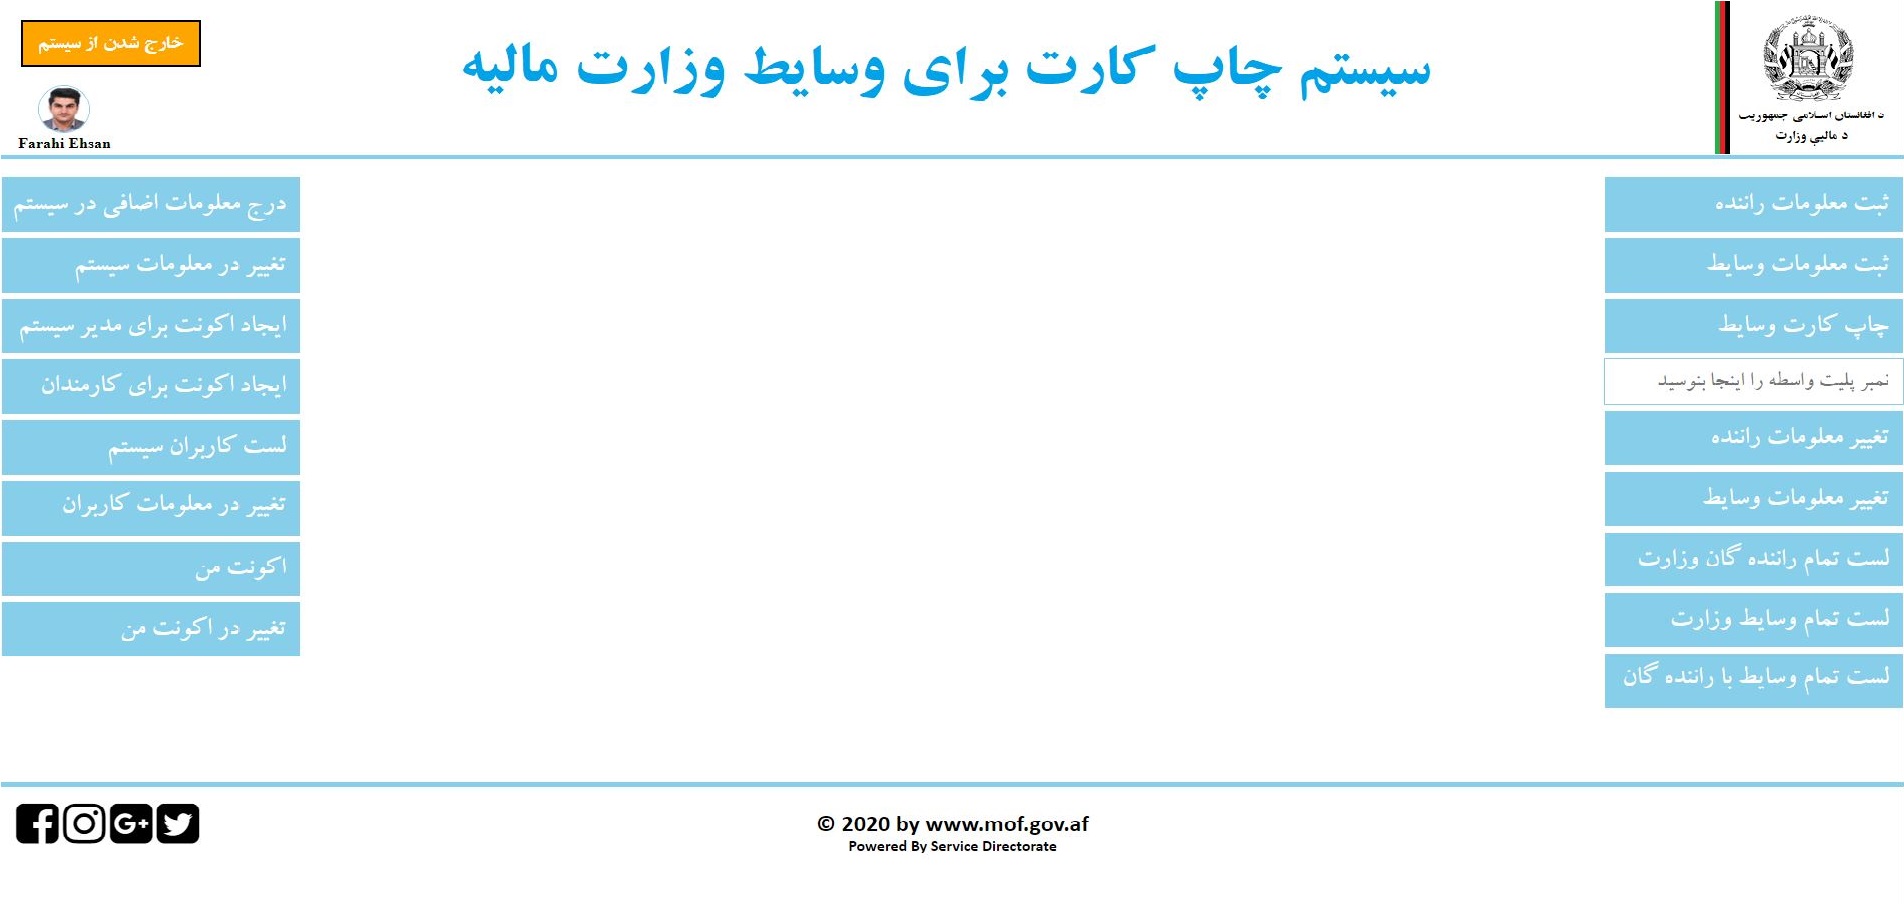 د افغانستان اسلامی جمهوریت
د مالیې وزارت
سیستم چاپ کارت برای وسایط وزارت مالیه
خارج شدن از سیستم
Farahi Ehsan
ثبت معلومات راننده
ثبت معلومات وسایط
چاپ کارت وسایط
نمبر پلیت واسطه را اینجا بنوسید
تغییر معلومات راننده
تغییر معلومات وسایط
لست تمام راننده گان وزارت
لست تمام وسایط وزارت
لست تمام وسایط با راننده گان
درج معلومات اضافی در سیستم
تغییر در معلومات سیستم
ایجاد اکونت برای مدیر سیستم
ایجاد اکونت برای کارمندان
لست کاربران سیستم
تغییر در معلومات کاربران
اکونت من
تغییر در اکونت من
© 2020 by www.mof.gov.af
Powered By Service Directorate